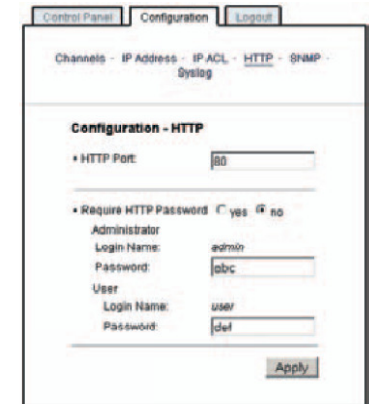 Control Panel Configuration Logout
Channels - IP Address - IP ACL - HTTP - SNMP -
Syslog
Configuration - HTTP
• HTTP Port: 80
• Require HTTP Password yes no
Administrator
Login Name: admin
Password: abc
User
Login Name: user
Password: def
Apply